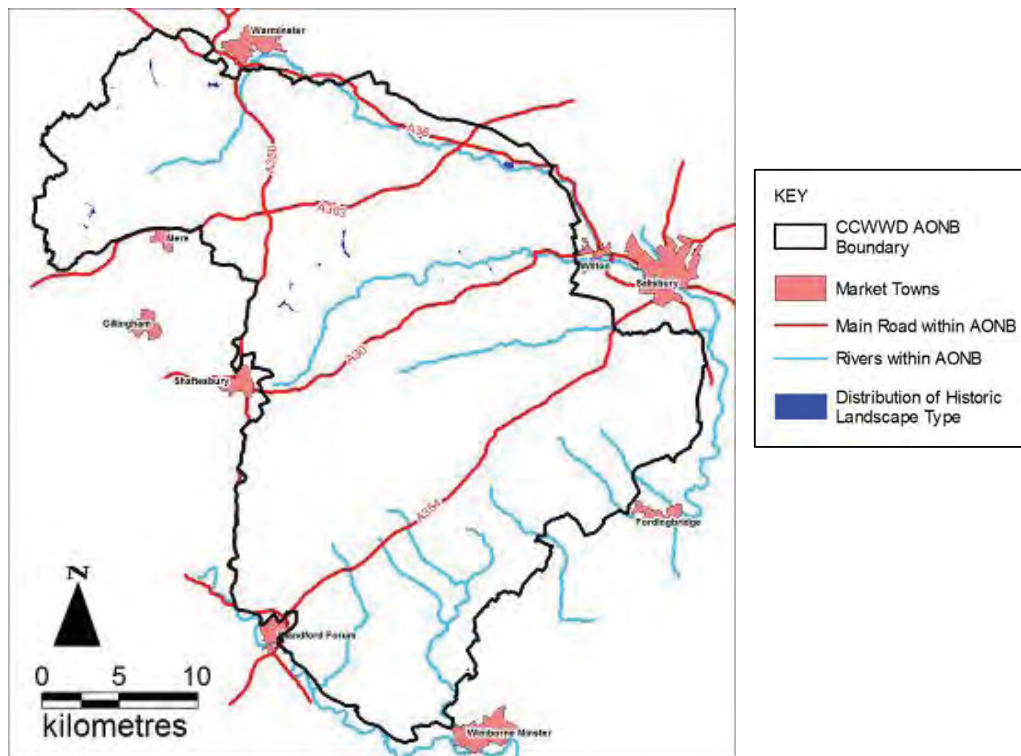 Warminster
A36
A350
A303
Mere
Wilton
Salisbury
Gillingham
Shaftesbury
A30
A354
Fordingbridge
Blandford Forum
Wimborne Minster
N
0 5 10
kilometres
KEY
CCWWD AONB
Boundary
Market Towns
Main Road within AONB
Rivers within AONB
Distribution of Historic
Landscape Type